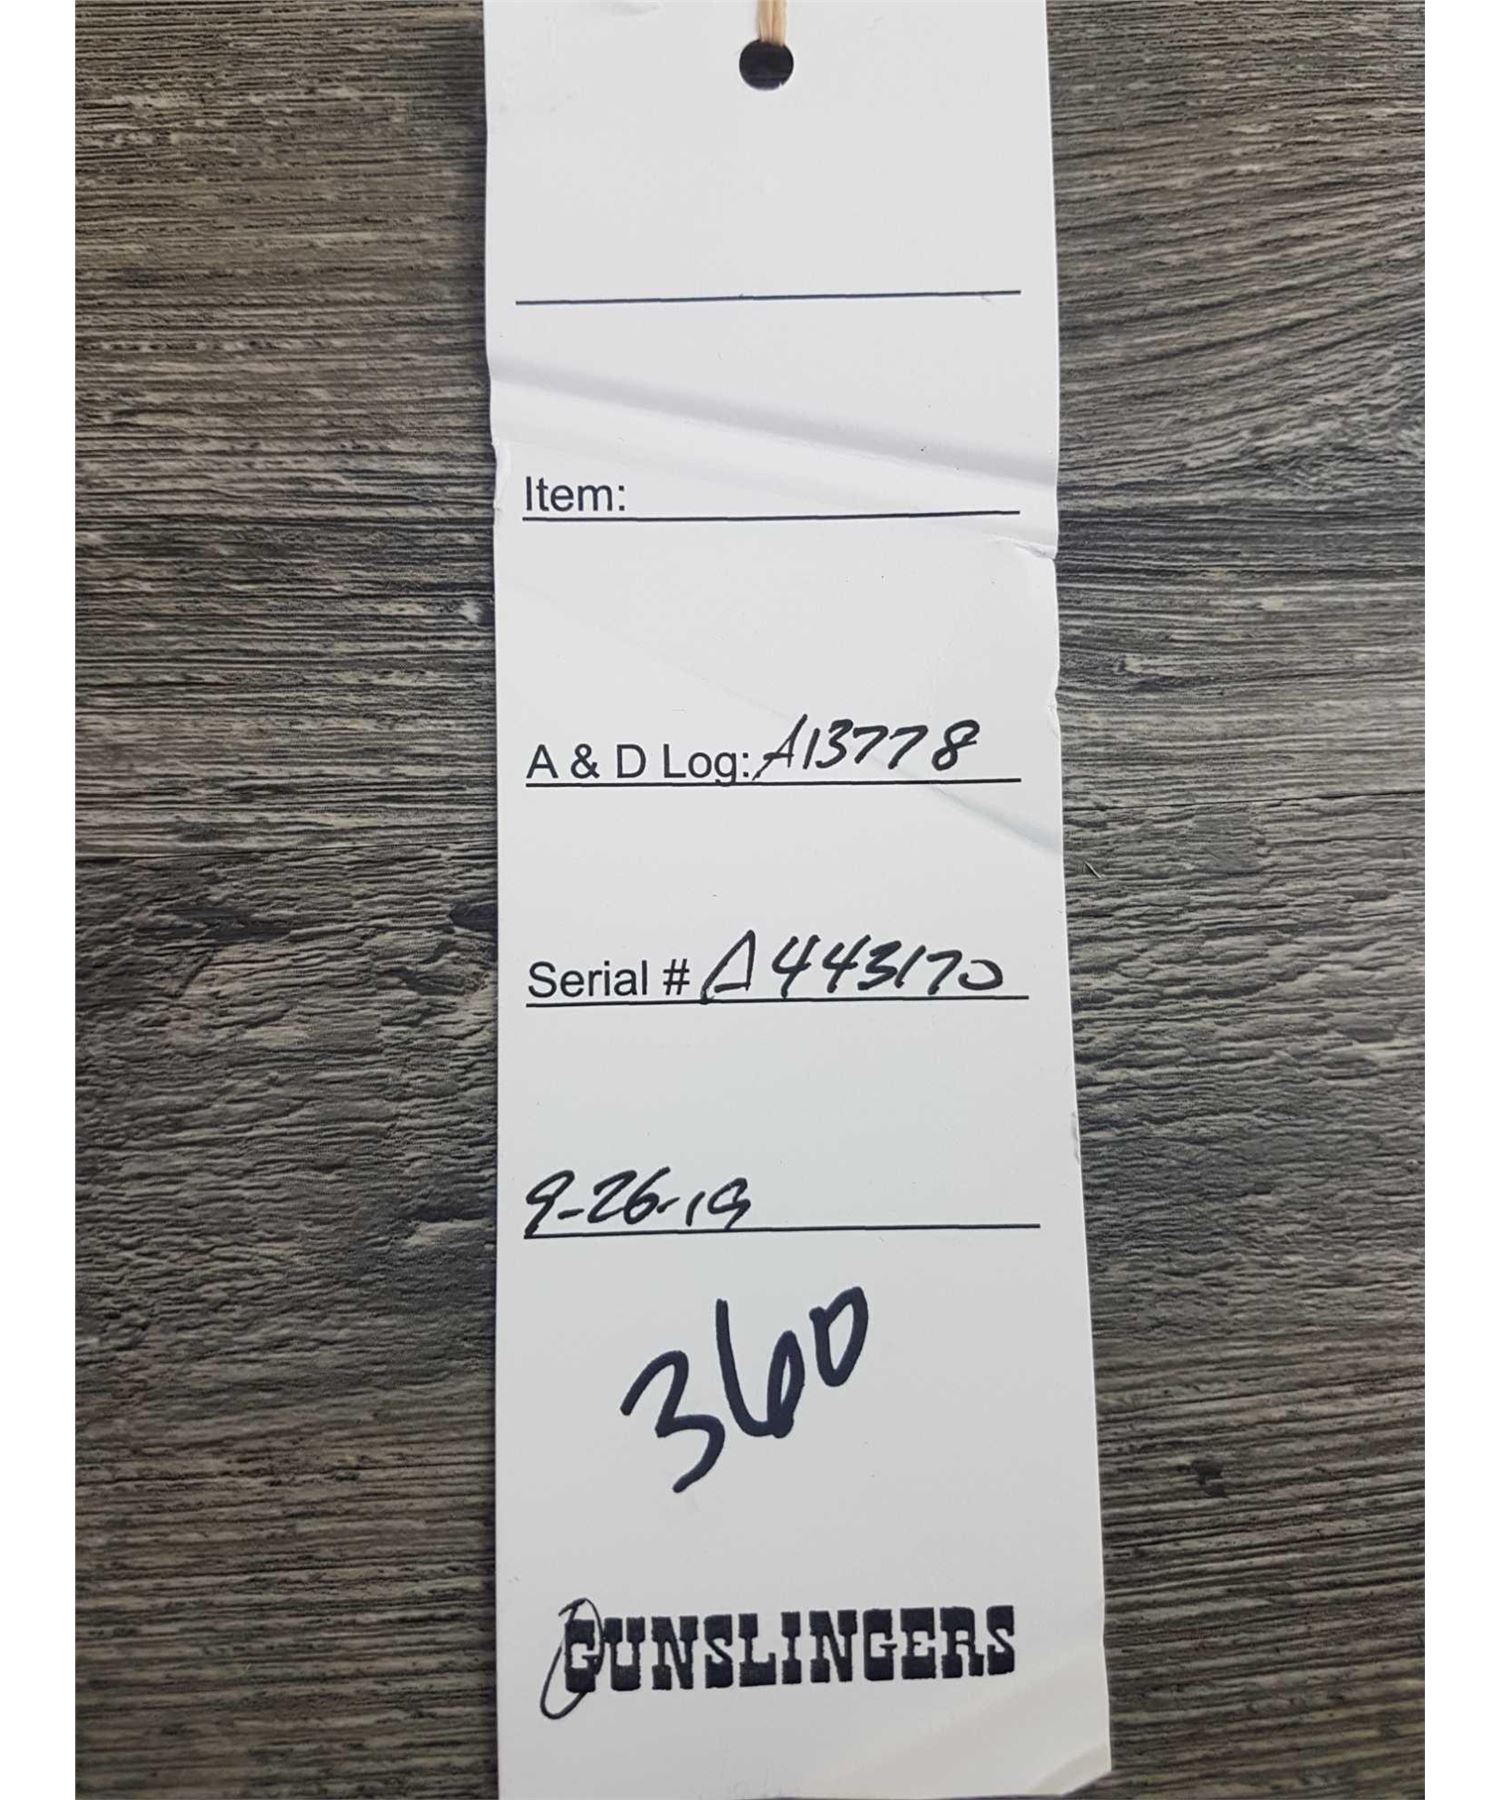 Item:
A & D Log: A13778
Serial # A443170
9-26-19
360
GUNSLINGERS